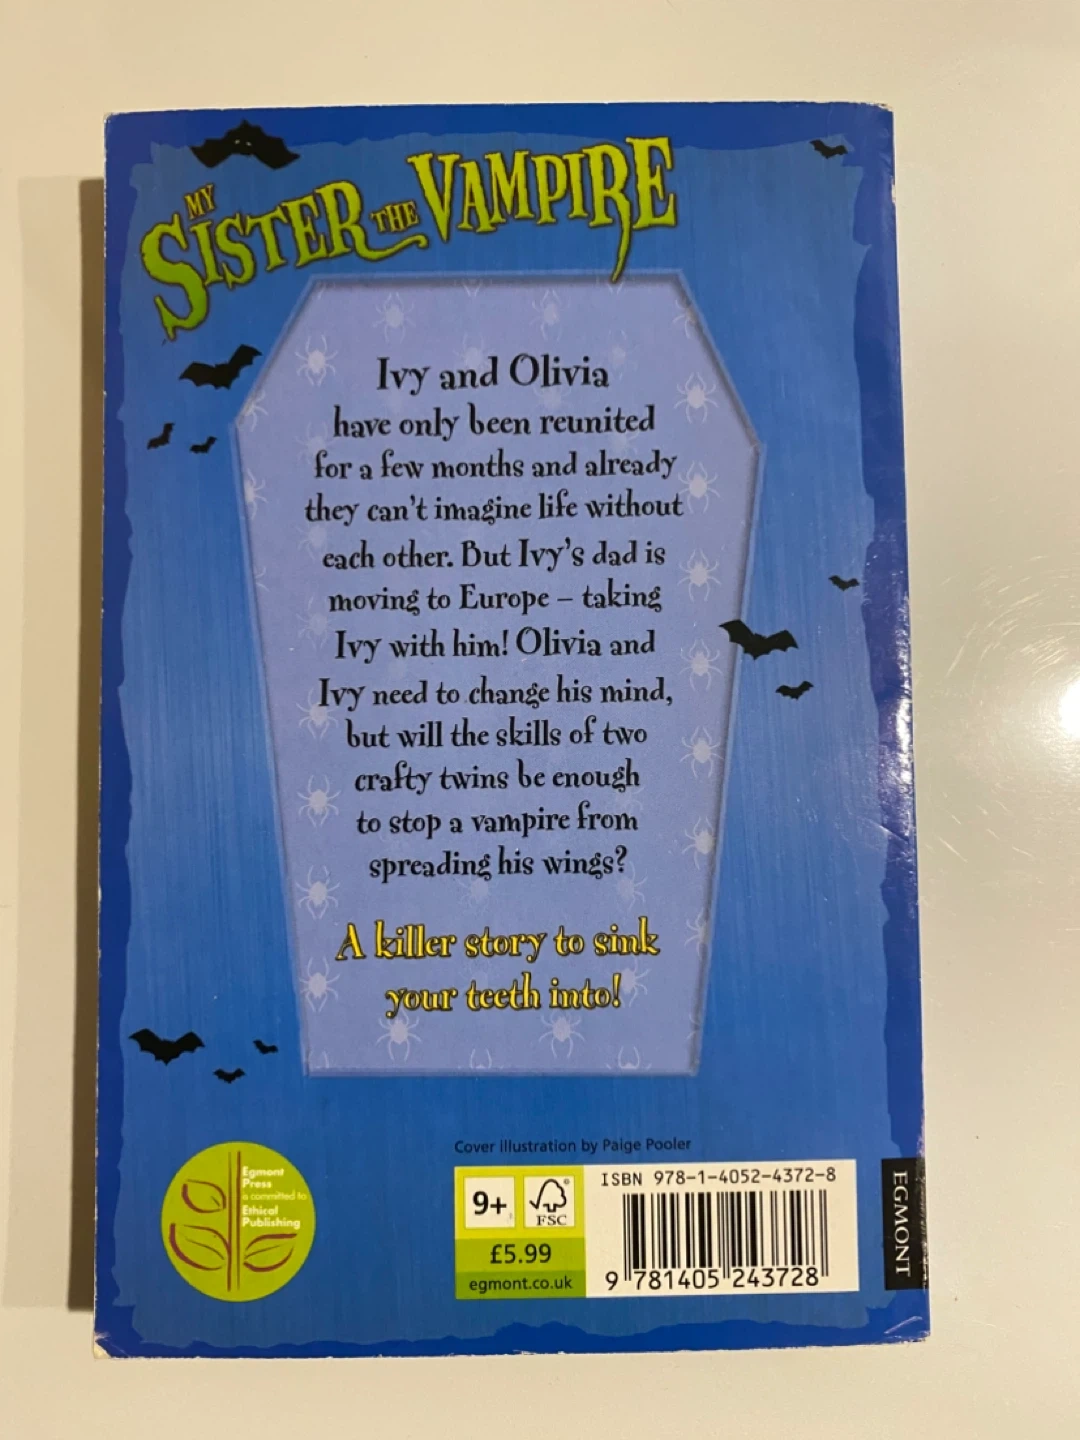 MY
SISTER THE VAMPIRE
Ivy and Olivia
have only been reunited
for a few months and already
they can't imagine life without
each other. But Ivy's dad is
moving to Europe – taking
Ivy with him! Olivia and
Ivy need to change his mind,
but will the skills of two
crafty twins be enough
to stop a vampire from
spreading his wings?
A killer story to sink
your teeth into!
Cover illustration by Paige Pooler
Egmont
Press
is committed to
Ethical
Publishing
9+
FSC®
£5.99
egmont.co.uk
ISBN 978-1-4052-4372-8
9 781405 243728
EGMONT